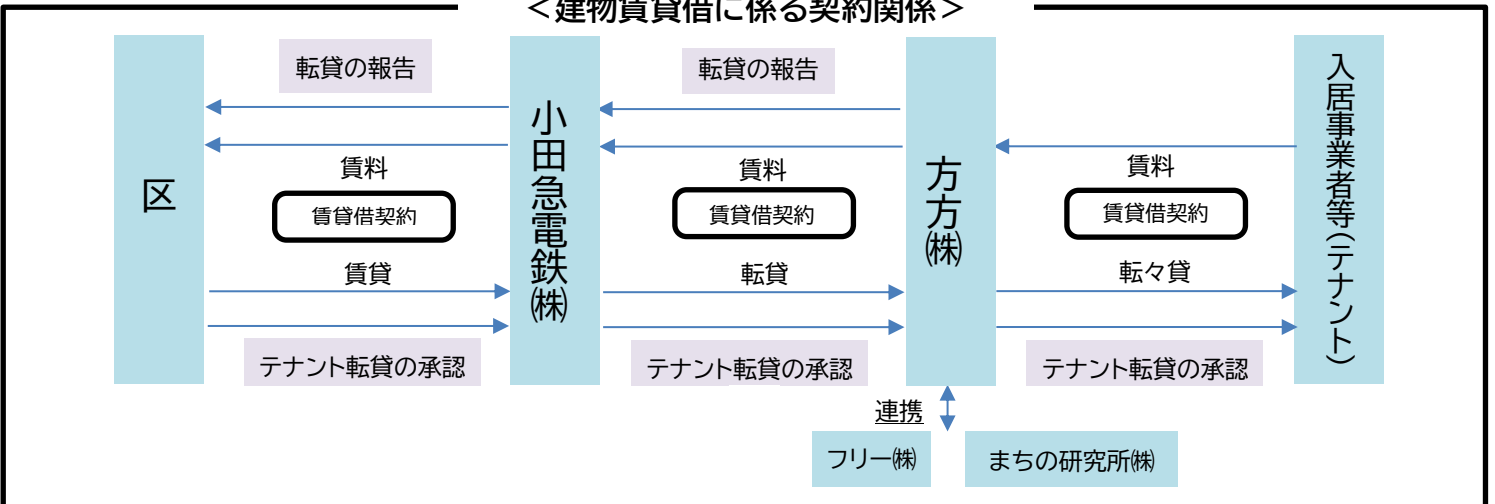 <建物賃貸借に係る契約関係>
転貸の報告
転貸の報告
区
小田急電鉄㈱
方方㈱
入居事業者等(テナント)
賃料
賃料
賃料
賃貸借契約
賃貸借契約
賃貸借契約
賃貸
転貸
転々貸
テナント転貸の承認
テナント転貸の承認
テナント転貸の承認
連携
フリー㈱
まちの研究所㈱